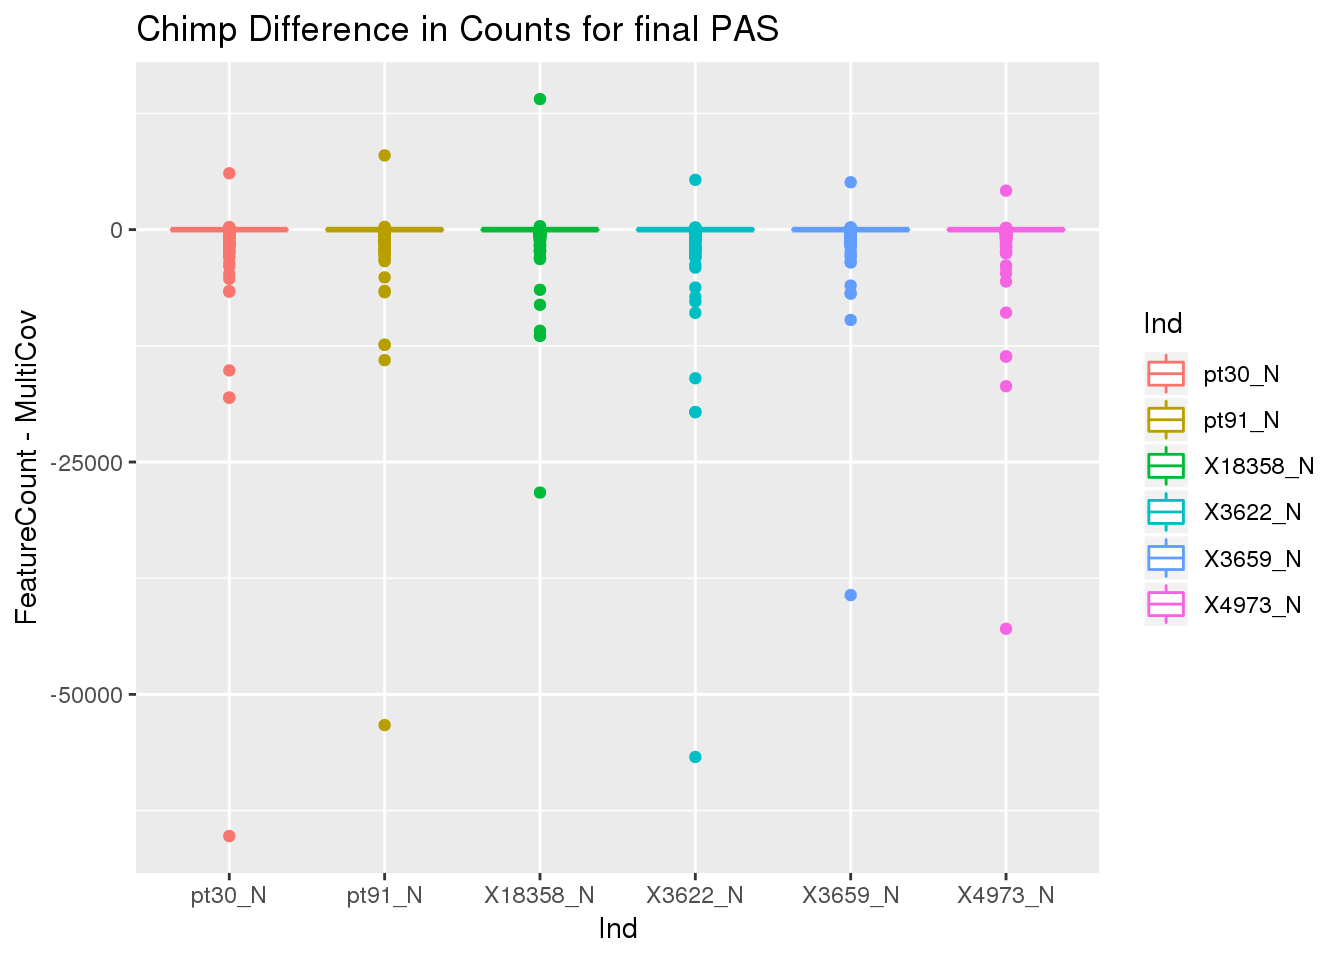 Chimp Difference in Counts for final PAS
FeatureCount - MultiCov
0
-25000
-50000
pt30_N
pt91_N
X18358_N
X3622_N
X3659_N
X4973_N
Ind
Ind
pt30_N
pt91_N
X18358_N
X3622_N
X3659_N
X4973_N